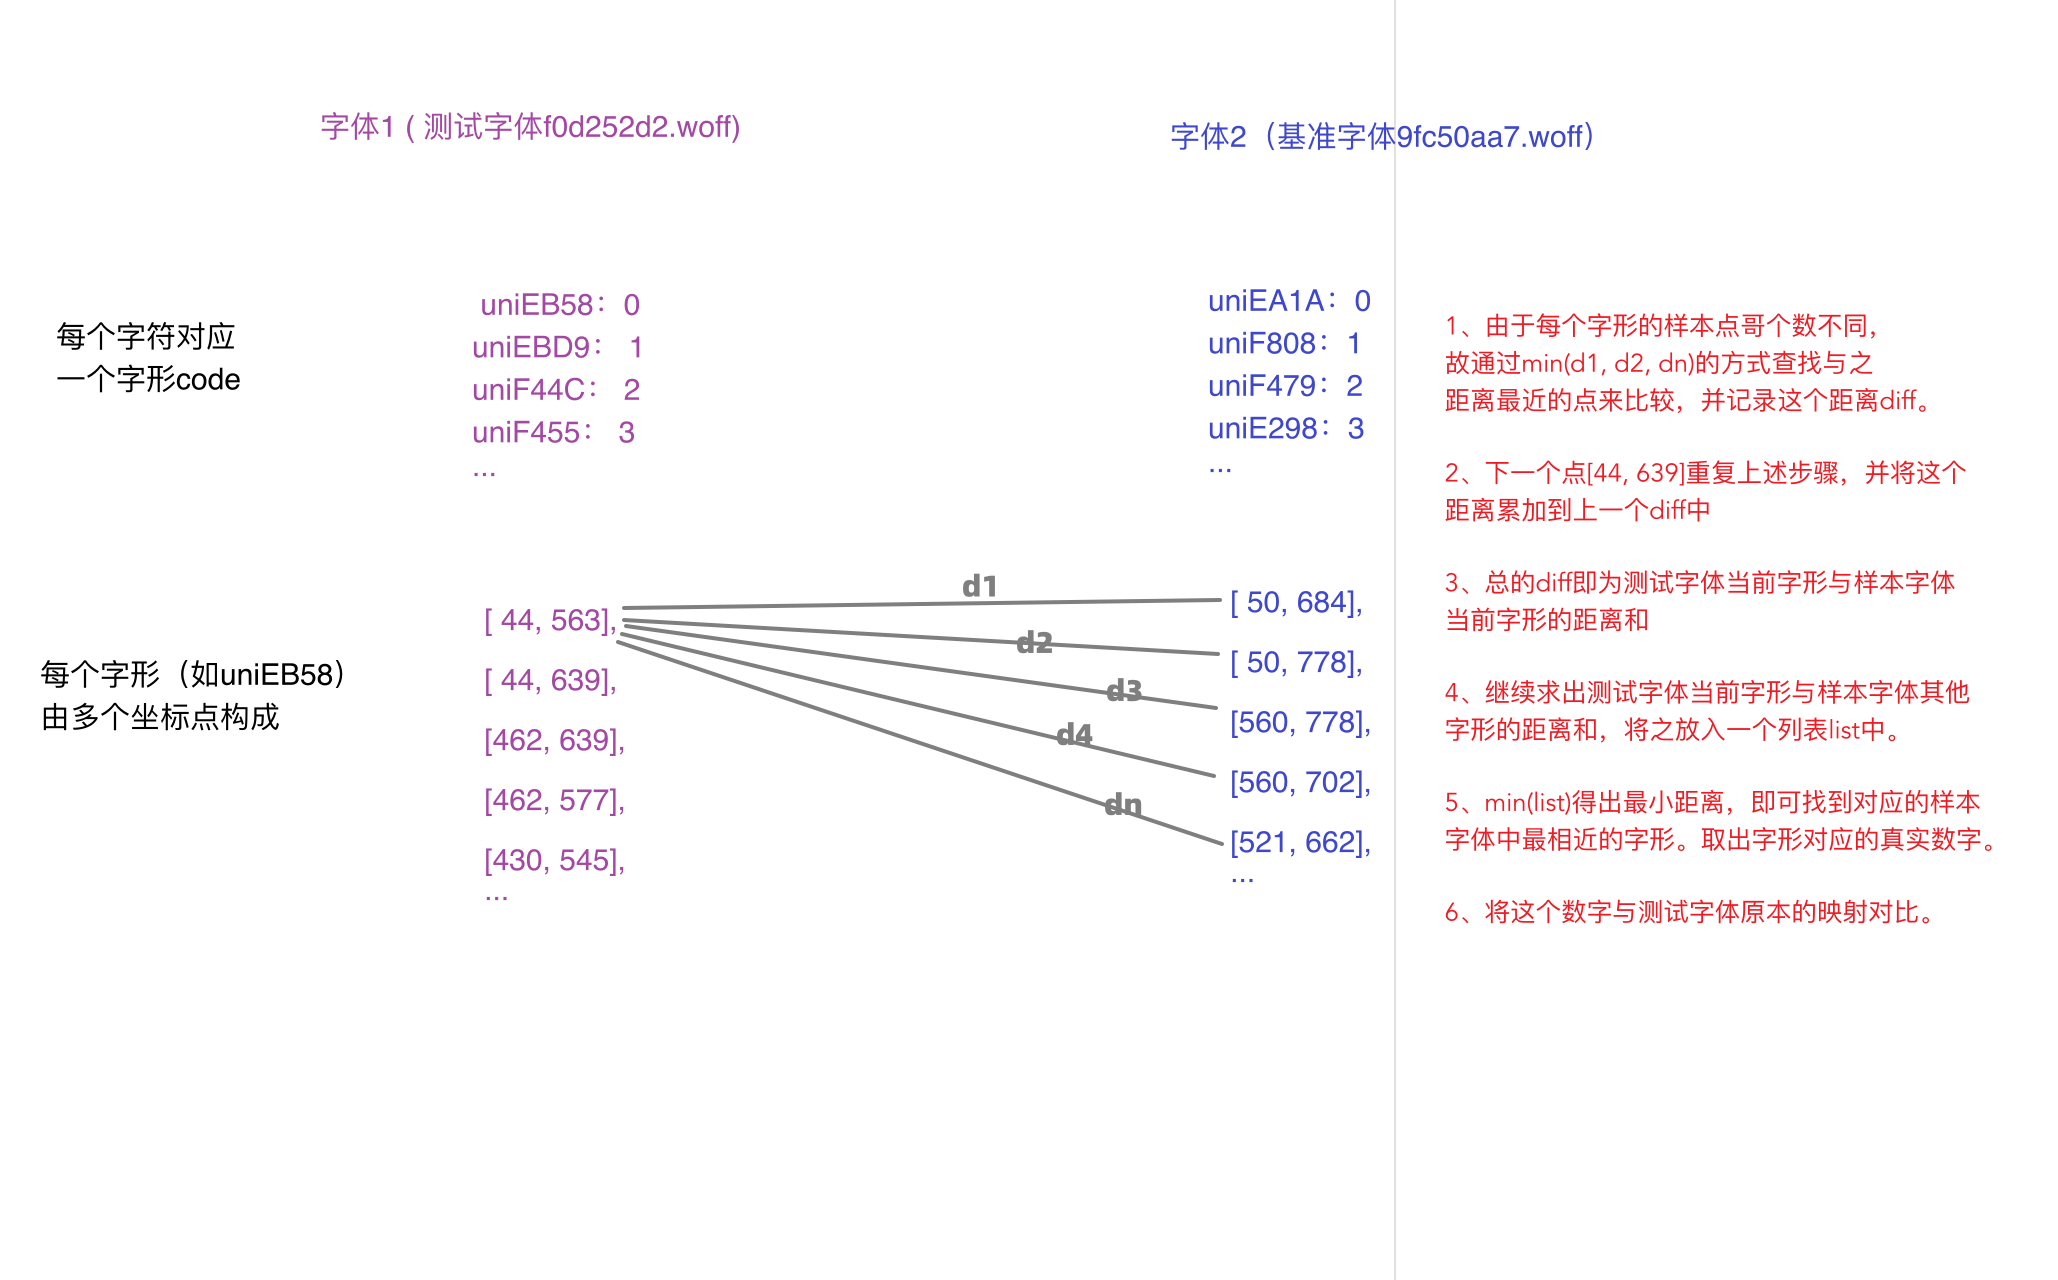 字体1 ( 测试字体f0d252d2.woff)
字体2（基准字体9fc50aa7.woff）
每个字符对应
一个字形code
uniEB58：0
uniEBD9： 1
uniF44C： 2
uniF455： 3
...
uniEA1A：0
uniF808：1
uniF479：2
uniE298：3
...
每个字形（如uniEB58）
由多个坐标点构成
[ 44, 563],
[ 44, 639],
[462, 639],
[462, 577],
[430, 545],
...
d1
d2
d3
d4
dn
[ 50, 684],
[ 50, 778],
[560, 778],
[560, 702],
[521, 662],
...
1、由于每个字形的样本点哥个数不同，
故通过min(d1, d2, dn)的方式查找与之
距离最近的点来比较，并记录这个距离diff。
2、下一个点[44, 639]重复上述步骤，并将这个
距离累加到上一个diff中
3、总的diff即为测试字体当前字形与样本字体
当前字形的距离和
4、继续求出测试字体当前字形与样本字体其他
字形的距离和，将之放入一个列表list中。
5、min(list)得出最小距离，即可找到对应的样本
字体中最相近的字形。取出字形对应的真实数字。
6、将这个数字与测试字体原本的映射对比。